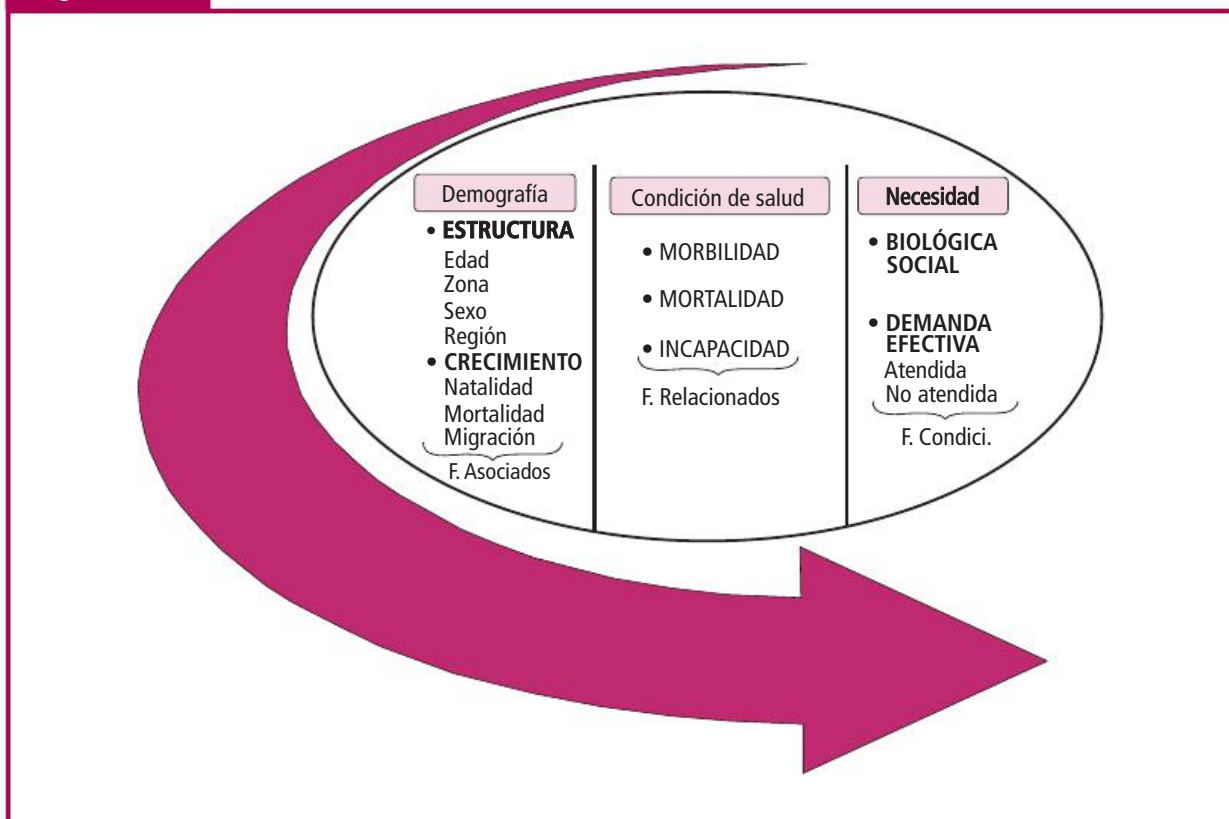 Demografía
• ESTRUCTURA
Edad
Zona
Sexo
Región
• CRECIMIENTO
Natalidad
Mortalidad
Migración
F. Asociados
Condición de salud
• MORBILIDAD
• MORTALIDAD
• INCAPACIDAD
F. Relacionados
Necesidad
• BIOLÓGICA
SOCIAL
• DEMANDA
EFECTIVA
Atendida
No atendida
F. Condici.